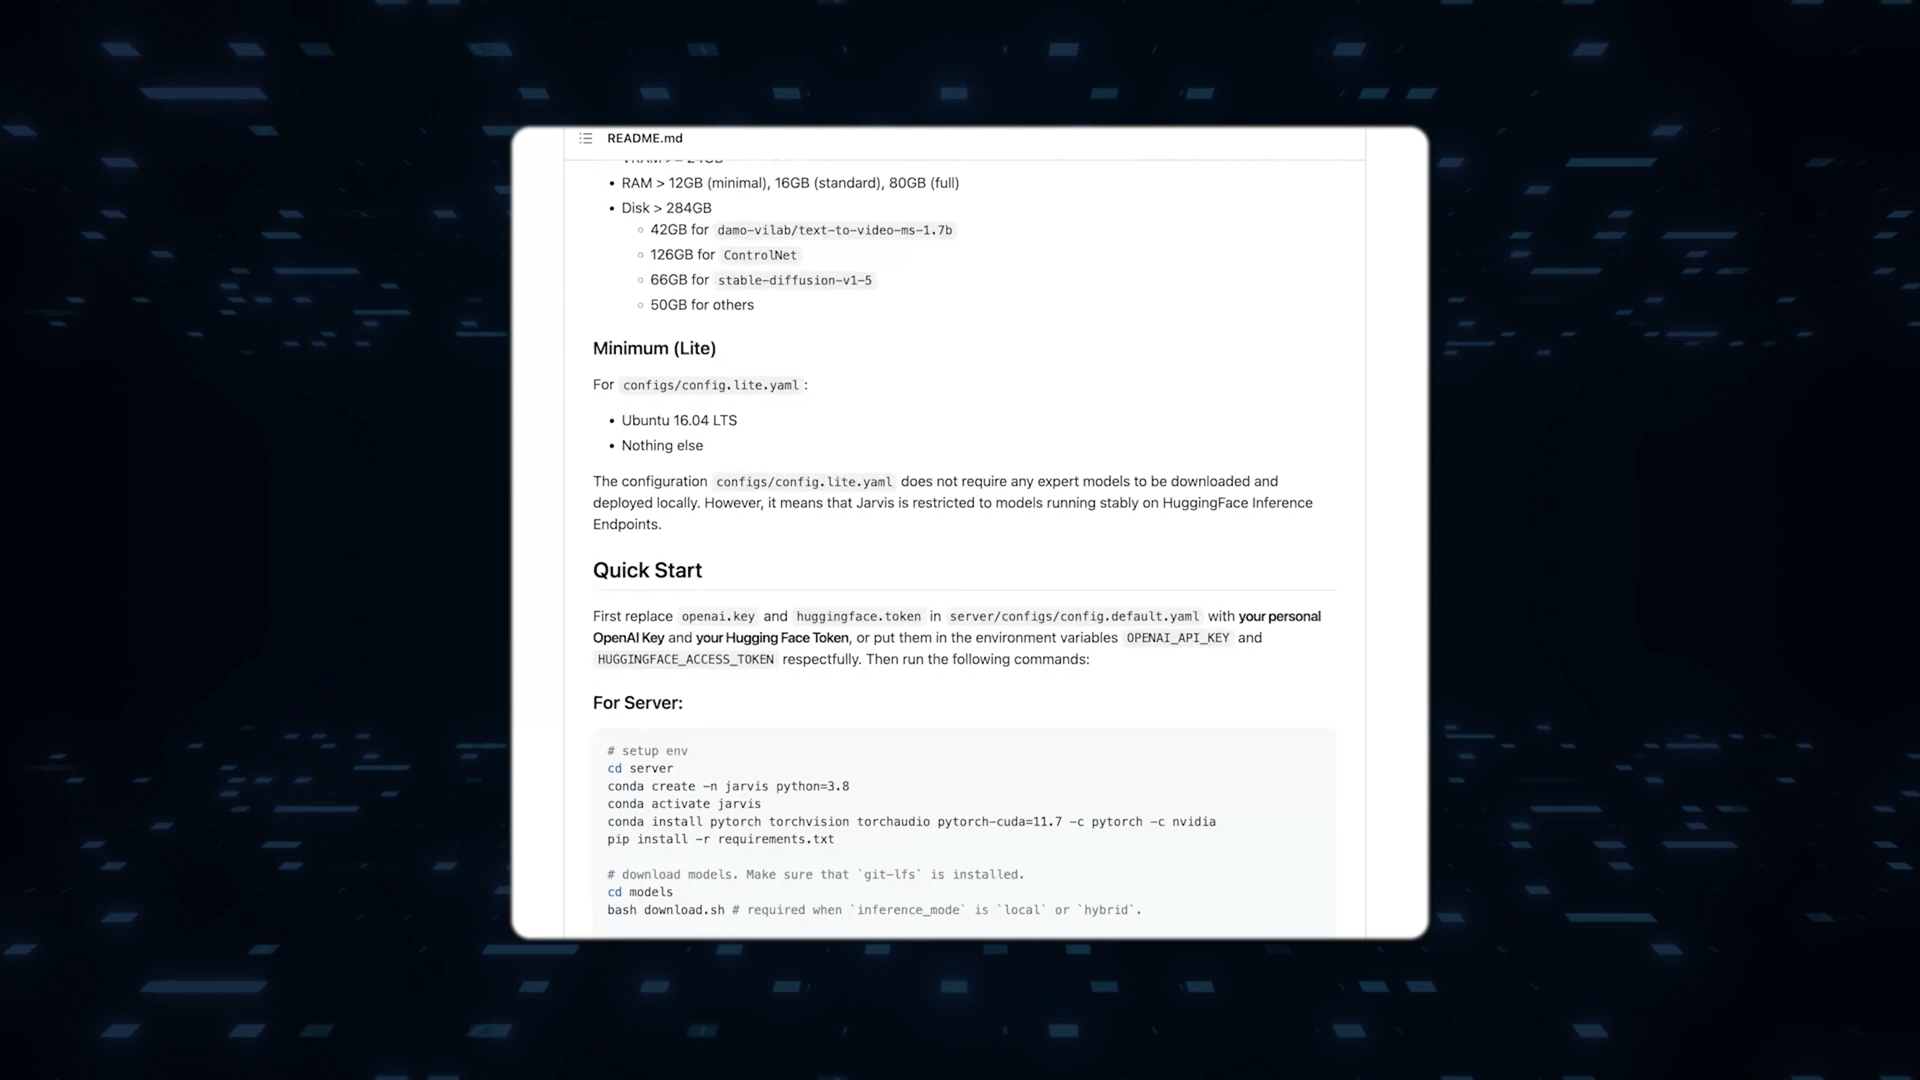 README.md
VRAM >= 24GB
• RAM > 12GB (minimal), 16GB (standard), 80GB (full)
• Disk > 284GB
○ 42GB for damo-vilab/text-to-video-ms-1.7b
○ 126GB for ControlNet
○ 66GB for stable-diffusion-v1-5
○ 50GB for others
Minimum (Lite)
For configs/config.lite.yaml :
• Ubuntu 16.04 LTS
• Nothing else
The configuration configs/config.lite.yaml does not require any expert models to be downloaded and
deployed locally. However, it means that Jarvis is restricted to models running stably on HuggingFace Inference
Endpoints.
Quick Start
First replace openai.key and huggingface.token in server/configs/config.default.yaml with your personal
OpenAI Key and your Hugging Face Token, or put them in the environment variables OPENAI_API_KEY and
HUGGINGFACE_ACCESS_TOKEN respectfully. Then run the following commands:
For Server:
# setup env
cd server
conda create -n jarvis python=3.8
conda activate jarvis
conda install pytorch torchvision torchaudio pytorch-cuda=11.7 -c pytorch -c nvidia
pip install -r requirements.txt
# download models. Make sure that `git-lfs` is installed.
cd models
bash download.sh # required when `inference_mode` is `local` or `hybrid`.